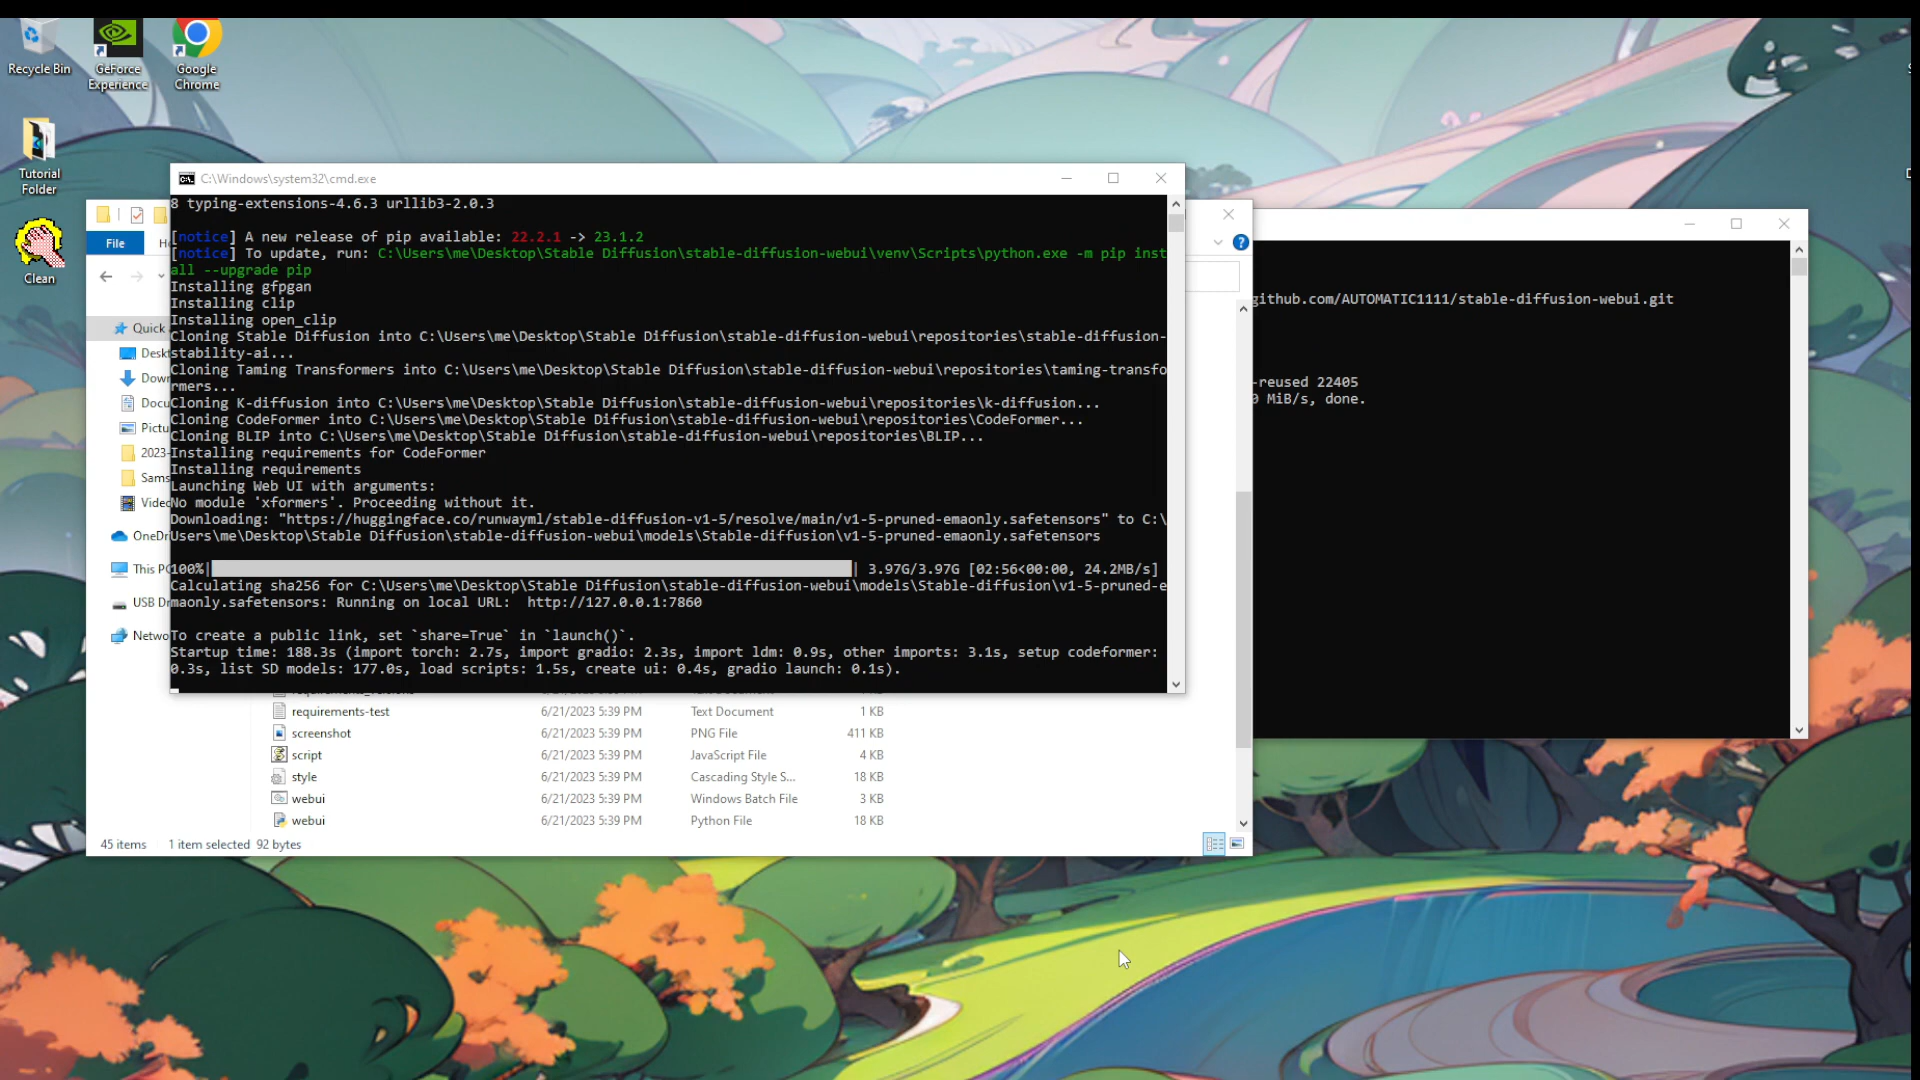 Recycle Bin
GeForce
Experience
Google
Chrome
Tutorial
Folder
Clean
C:\Windows\system32\cmd.exe
8 typing-extensions-4.6.3 urllib3-2.0.3
[notice] A new release of pip available: 22.2.1 -> 23.1.2
[notice] To update, run: C:\Users\me\Desktop\Stable Diffusion\stable-diffusion-webui\venv\Scripts\python.exe -m pip inst
all --upgrade pip
Installing gfpgan
Installing clip
Installing open_clip
Cloning Stable Diffusion into C:\Users\me\Desktop\Stable Diffusion\stable-diffusion-webui\repositories\stable-diffusion-
stability-ai...
Cloning Taming Transformers into C:\Users\me\Desktop\Stable Diffusion\stable-diffusion-webui\repositories\taming-transfo
rmers...
Cloning K-diffusion into C:\Users\me\Desktop\Stable Diffusion\stable-diffusion-webui\repositories\k-diffusion...
Cloning CodeFormer into C:\Users\me\Desktop\Stable Diffusion\stable-diffusion-webui\repositories\CodeFormer...
Cloning BLIP into C:\Users\me\Desktop\Stable Diffusion\stable-diffusion-webui\repositories\BLIP...
Installing requirements for CodeFormer
Installing requirements
Launching Web UI with arguments:
No module 'xformers'. Proceeding without it.
Downloading: "https://huggingface.co/runwayml/stable-diffusion-v1-5/resolve/main/v1-5-pruned-emaonly.safetensors" to C:\
Users\me\Desktop\Stable Diffusion\stable-diffusion-webui\models\Stable-diffusion\v1-5-pruned-emaonly.safetensors
100%| | 3.97G/3.97G [02:56<00:00, 24.2MB/s]
Calculating sha256 for C:\Users\me\Desktop\Stable Diffusion\stable-diffusion-webui\models\Stable-diffusion\v1-5-pruned-e
maonly.safetensors: Running on local URL:  http://127.0.0.1:7860
To create a public link, set `share=True` in `launch()`.
Startup time: 188.3s (import torch: 2.7s, import gradio: 2.3s, import ldm: 0.9s, other imports: 3.1s, setup codeformer:
0.3s, list SD models: 177.0s, load scripts: 1.5s, create ui: 0.4s, gradio launch: 0.1s).
File
Quick
Desk
Down
Docu
Pictu
2023-
Sams
Video
OneDr
This PC
USB Dr
Netwo
requirements-test 6/21/2023 5:39 PM Text Document 1 KB
screenshot 6/21/2023 5:39 PM PNG File 411 KB
script 6/21/2023 5:39 PM JavaScript File 4 KB
style 6/21/2023 5:39 PM Cascading Style S... 18 KB
webui 6/21/2023 5:39 PM Windows Batch File 3 KB
webui 6/21/2023 5:39 PM Python File 18 KB
45 items 1 item selected 92 bytes
github.com/AUTOMATIC1111/stable-diffusion-webui.git
-reused 22405
MiB/s, done.